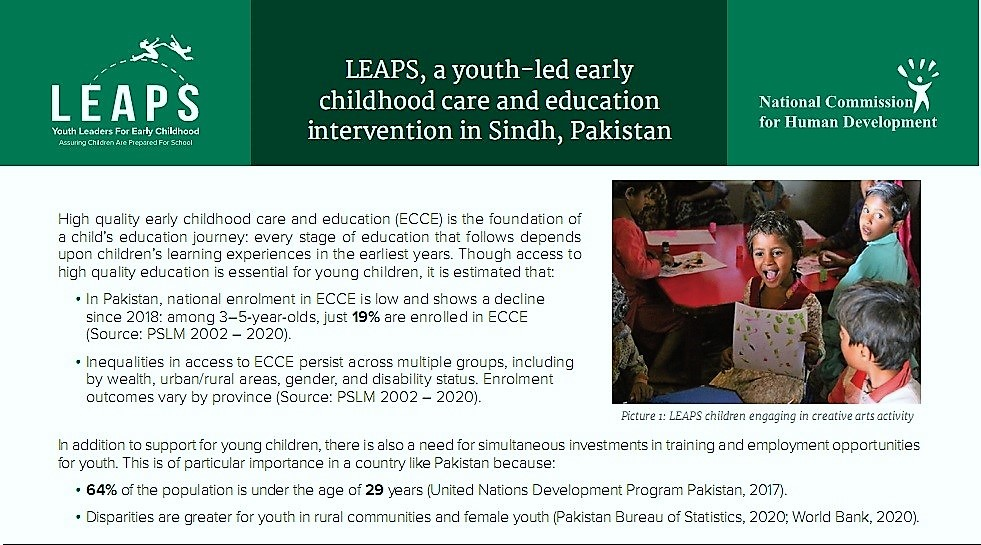 LEAPS
Youth Leaders For Early Childhood
Assuring Children Are Prepared For School
LEAPS, a youth-led early
childhood care and education
intervention in Sindh, Pakistan
National Commission
for Human Development
High quality early childhood care and education (ECCE) is the foundation of
a child's education journey: every stage of education that follows depends
upon children's learning experiences in the earliest years. Though access to
high quality education is essential for young children, it is estimated that:
• In Pakistan, national enrolment in ECCE is low and shows a decline
since 2018: among 3–5-year-olds, just 19% are enrolled in ECCE
(Source: PSLM 2002 – 2020).
• Inequalities in access to ECCE persist across multiple groups, including
by wealth, urban/rural areas, gender, and disability status. Enrolment
outcomes vary by province (Source: PSLM 2002 – 2020).
Picture 1: LEAPS children engaging in creative arts activity
In addition to support for young children, there is also a need for simultaneous investments in training and employment opportunities
for youth. This is of particular importance in a country like Pakistan because:
• 64% of the population is under the age of 29 years (United Nations Development Program Pakistan, 2017).
• Disparities are greater for youth in rural communities and female youth (Pakistan Bureau of Statistics, 2020; World Bank, 2020).